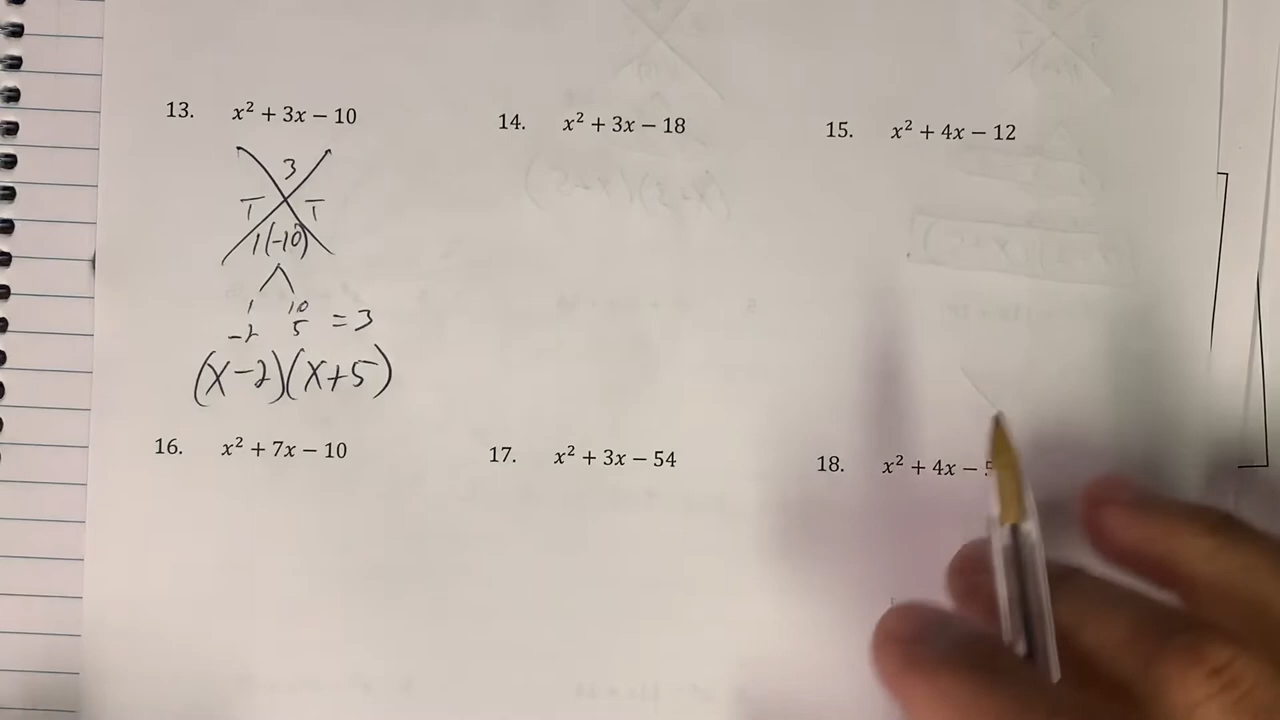 13. x² + 3x − 10
3
1(-10)
1 10
-2 5 = 3
(x-2)(x+5)
14. x² + 3x − 18
15. x² + 4x − 12
16. x² + 7x − 10
17. x² + 3x − 54
18. x² + 4x −